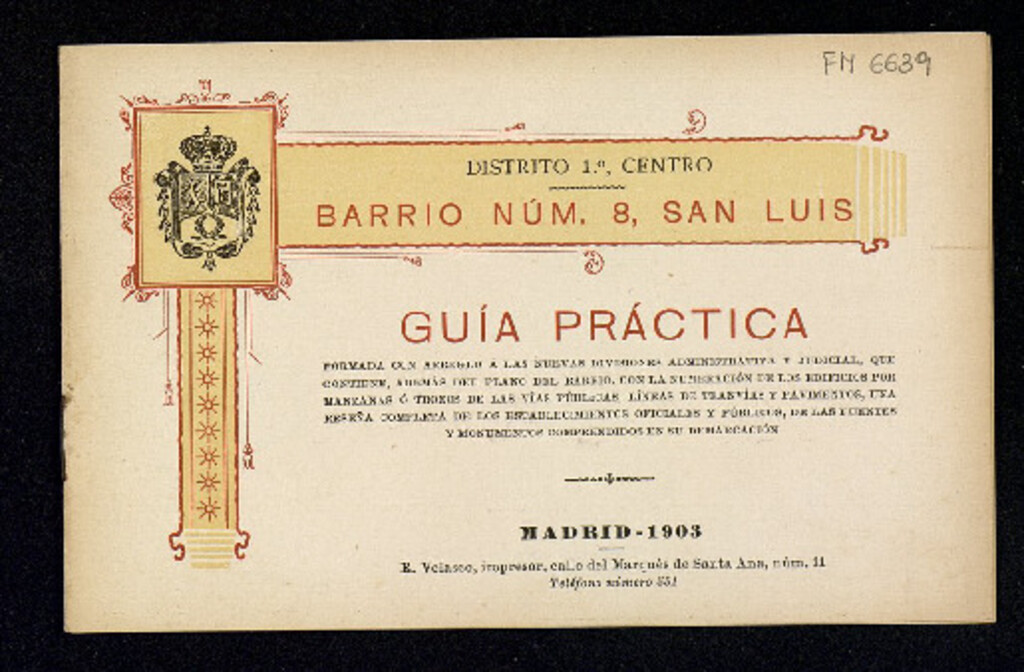 FM 6639
DISTRITO 1.º, CENTRO
BARRIO NÚM. 8, SAN LUIS
GUÍA PRÁCTICA
FORMADA CON ARREGLO Á LAS NUEVAS DIVISIONES ADMINISTRATIVA Y JUDICIAL, QUE
CONTIENE, ADEMÁS DEL PLANO DEL BARRIO, CON LA NUMERACIÓN DE LOS EDIFICIOS POR
MANZANAS Ó TROZOS DE LAS VÍAS PÚBLICAS, LÍNEAS DE TRANVÍAS Y PAVIMENTOS, UNA
RESEÑA COMPLETA DE LOS ESTABLECIMIENTOS OFICIALES Y PÚBLICOS, DE LAS FUENTES
Y MONUMENTOS COMPRENDIDOS EN SU DEMARCACIÓN
MADRID-1903
E. Velasco, impresor, calle del Marqués de Santa Ana, núm. 11
Teléfono número 551